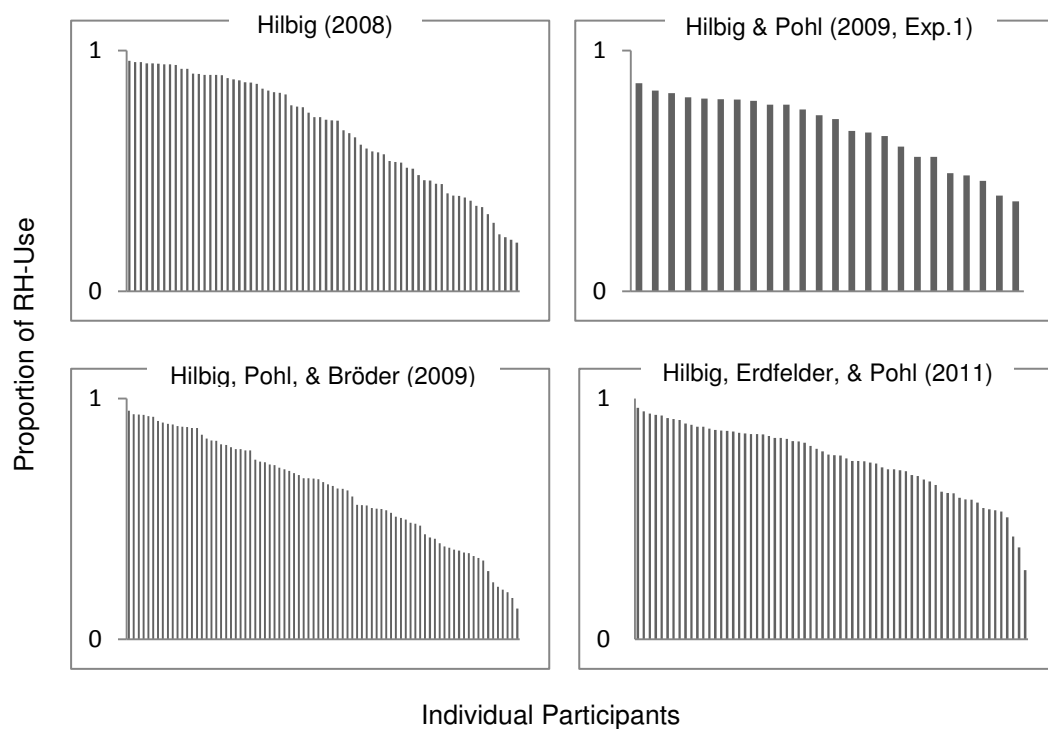 Hilbig (2008)
1
0
Hilbig & Pohl (2009, Exp.1)
1
0
Proportion of RH-Use
Hilbig, Pohl, & Bröder (2009)
1
0
Hilbig, Erdfelder, & Pohl (2011)
1
0
Individual Participants